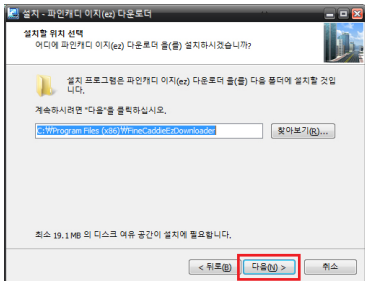 설치 - 파인캐디 이지(ez) 다운로더
설치할 위치 선택
어디에 파인캐디 이지(ez) 다운로더 을(를) 설치하시겠습니까?
설치 프로그램은 파인캐디 이지(ez) 다운로더 을(를) 다음 폴더에 설치할 것입
니다.
계속하시려면 "다음"을 클릭하십시오.
C:₩Program Files (x86)₩FineCaddieEzDownloader
찾아보기(R)...
최소 19.1 MB 의 디스크 여유 공간이 설치에 필요합니다.
< 뒤로(B) 다음(N) > 취소